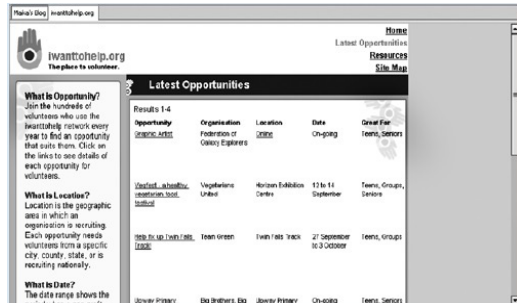 Maika's Blog
iwanttohelp.org
Home
Latest Opportunities
Resources
Site Map
iwanttohelp.org
The place to volunteer.
Latest Opportunities
What is Opportunity?
Join the hundreds of
volunteers who use the
iwanttohelp network every
year to find an opportunity
that suits them. Click on
the links to see details of
each opportunity for
volunteers.
What is Location?
Location is the geographic
area in which an
organisation is recruiting.
Each opportunity needs
volunteers from a specific
city, county, state, or is
recruiting nationally.
What is Date?
The date range shows the
Results 1-4
Opportunity Organisation Location Date Great For
Graphic Artist Federation of Galaxy Explorers Online On-going Teens, Seniors
Vegfest - a healthy, vegetarian food festival Vegetarians United Horizon Exhibition Centre 12 to 14 September Teens, Groups, Seniors
Help fix up Twin Falls Track! Team Green Twin Falls Track 27 September to 3 October Teens, Groups
Upway Primary Big Brothers, Big Upway Primary On-going Teens, Seniors